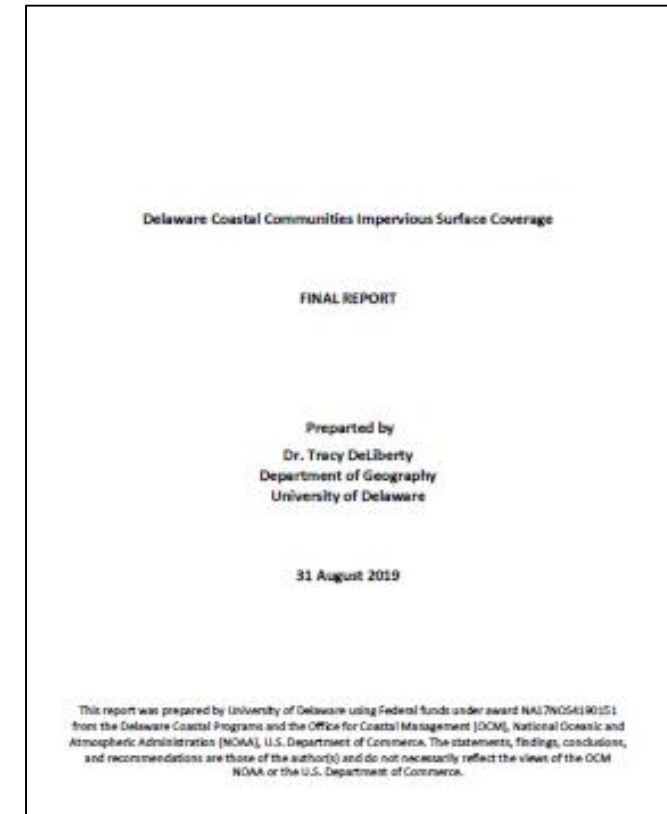 Delaware Coastal Communities Impervious Surface Coverage
FINAL REPORT
Preparted by
Dr. Tracy DeLiberty
Department of Geography
University of Delaware
31 August 2019
This report was prepared by University of Delaware using Federal funds under award NA17NOS4190151
from the Delaware Coastal Programs and the Office for Coastal Management (OCM), National Oceanic and
Atmospheric Administration (NOAA), U.S. Department of Commerce. The statements, findings, conclusions,
and recommendations are those of the author(s) and do not necessarily reflect the views of the OCM
NOAA or the U.S. Department of Commerce.